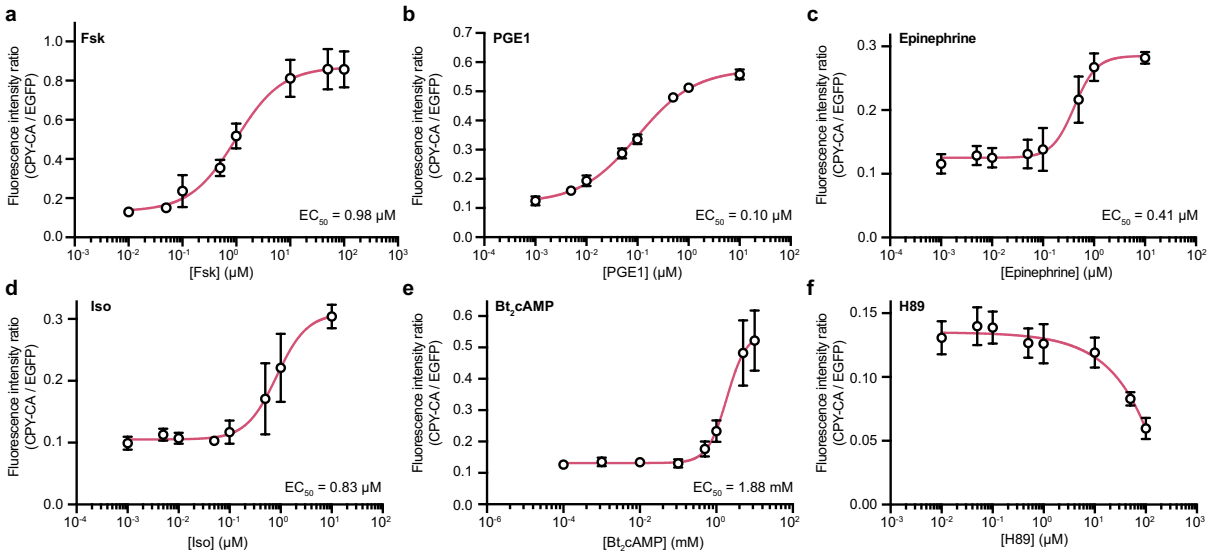 a
Fsk
Fluorescence intensity ratio
(CPY-CA / EGFP)
1.0
0.8
0.6
0.4
0.2
0.0
EC50 = 0.98 µM
10-3 10-2 10-1 100 101 102 103
[Fsk] (µM)
b
PGE1
Fluorescence intensity ratio
(CPY-CA / EGFP)
0.7
0.6
0.5
0.4
0.3
0.2
0.1
0.0
EC50 = 0.10 µM
10-4 10-3 10-2 10-1 100 101 102
[PGE1] (µM)
c
Epinephrine
Fluorescence intensity ratio
(CPY-CA / EGFP)
0.3
0.2
0.1
0.0
EC50 = 0.41 µM
10-4 10-3 10-2 10-1 100 101 102
[Epinephrine] (µM)
d
Iso
Fluorescence intensity ratio
(CPY-CA / EGFP)
0.3
0.2
0.1
0.0
EC50 = 0.83 µM
10-4 10-3 10-2 10-1 100 101 102
[Iso] (µM)
e
Bt2cAMP
Fluorescence intensity ratio
(CPY-CA / EGFP)
0.6
0.5
0.4
0.3
0.2
0.1
0.0
EC50 = 1.88 mM
10-6 10-4 10-2 100 102
[Bt2cAMP] (mM)
f
H89
Fluorescence intensity ratio
(CPY-CA / EGFP)
0.15
0.10
0.05
0.00
10-3 10-2 10-1 100 101 102 103
[H89] (µM)